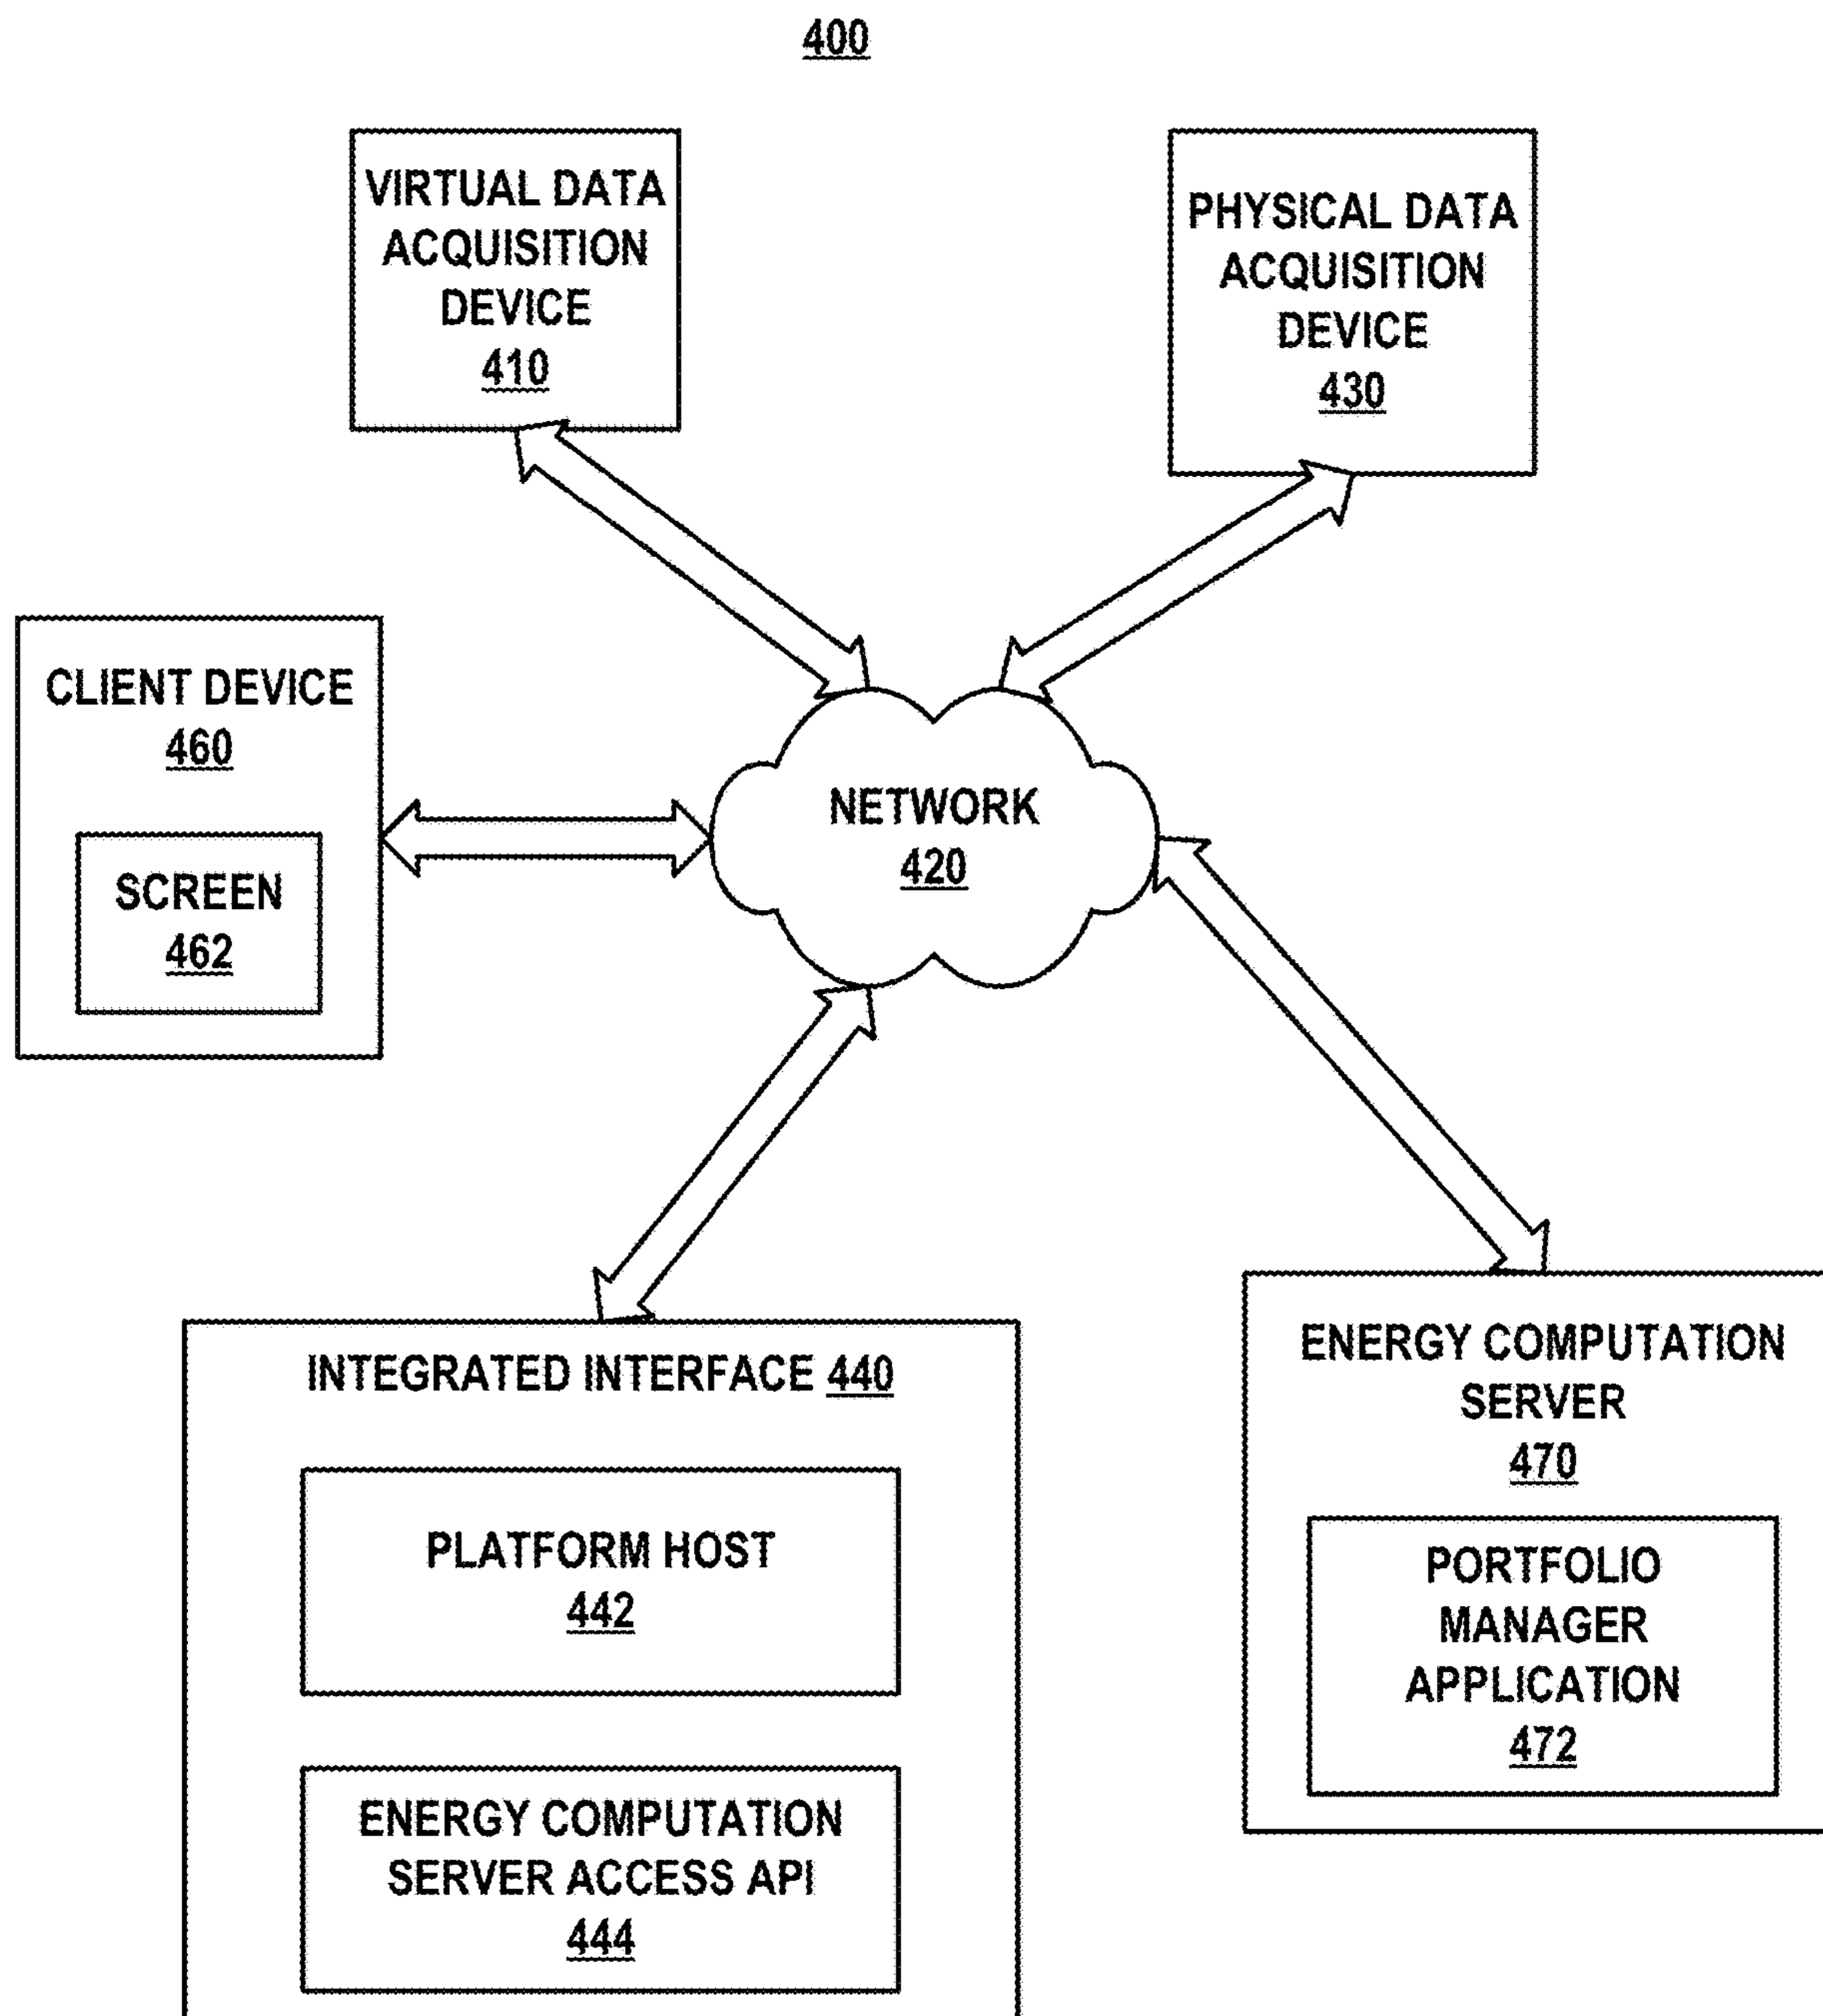 400
VIRTUAL DATA
ACQUISITION
DEVICE
410
PHYSICAL DATA
ACQUISITION
DEVICE
430
CLIENT DEVICE
460
SCREEN
462
NETWORK
420
INTEGRATED INTERFACE 440
PLATFORM HOST
442
ENERGY COMPUTATION
SERVER ACCESS API
444
ENERGY COMPUTATION
SERVER
470
PORTFOLIO
MANAGER
APPLICATION
472